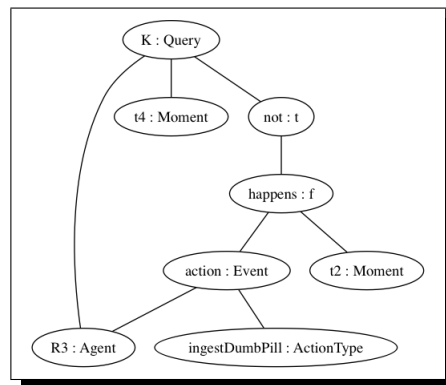 K : Query
t4 : Moment
not : t
happens : f
action : Event
t2 : Moment
R3 : Agent
ingestDumbPill : ActionType